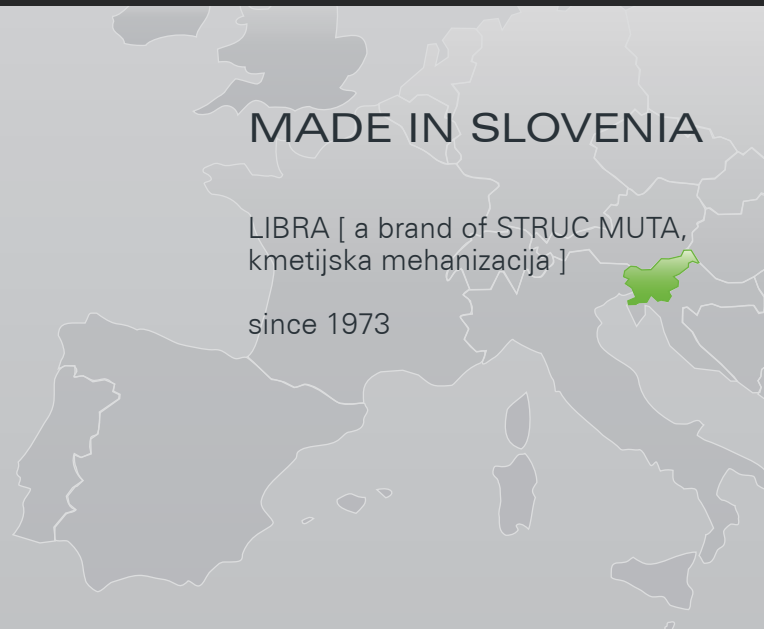 MADE IN SLOVENIA
LIBRA [ a brand of STRUC MUTA,
kmetijska mehanizacija ]
since 1973